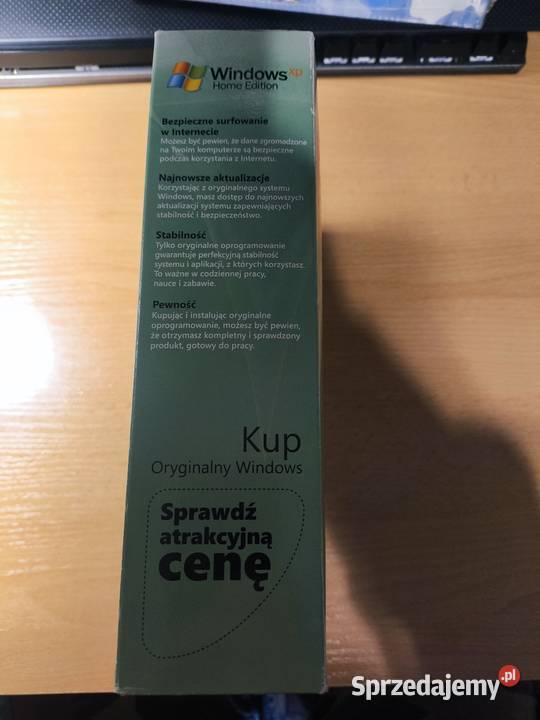 Windows xp
Home Edition
Bezpieczne surfowanie
w Internecie
Możesz być pewien, że dane zgromadzone
na Twoim komputerze są bezpieczne
podczas korzystania z Internetu.
Najnowsze aktualizacje
Korzystając z oryginalnego systemu
Windows, masz dostęp do najnowszych
aktualizacji systemu zapewniających
stabilność i bezpieczeństwo.
Stabilność
Tylko oryginalne oprogramowanie
gwarantuje perfekcyjną stabilność
systemu i aplikacji, z których korzystasz.
To ważne w codziennej pracy,
nauce i zabawie.
Pewność
Kupując i instalując oryginalne
oprogramowanie, możesz być pewien,
że otrzymasz kompletny i sprawdzony
produkt, gotowy do pracy.
Kup
Oryginalny Windows
Sprawdź
atrakcyjną
cenę
Sprzedajemy.pl